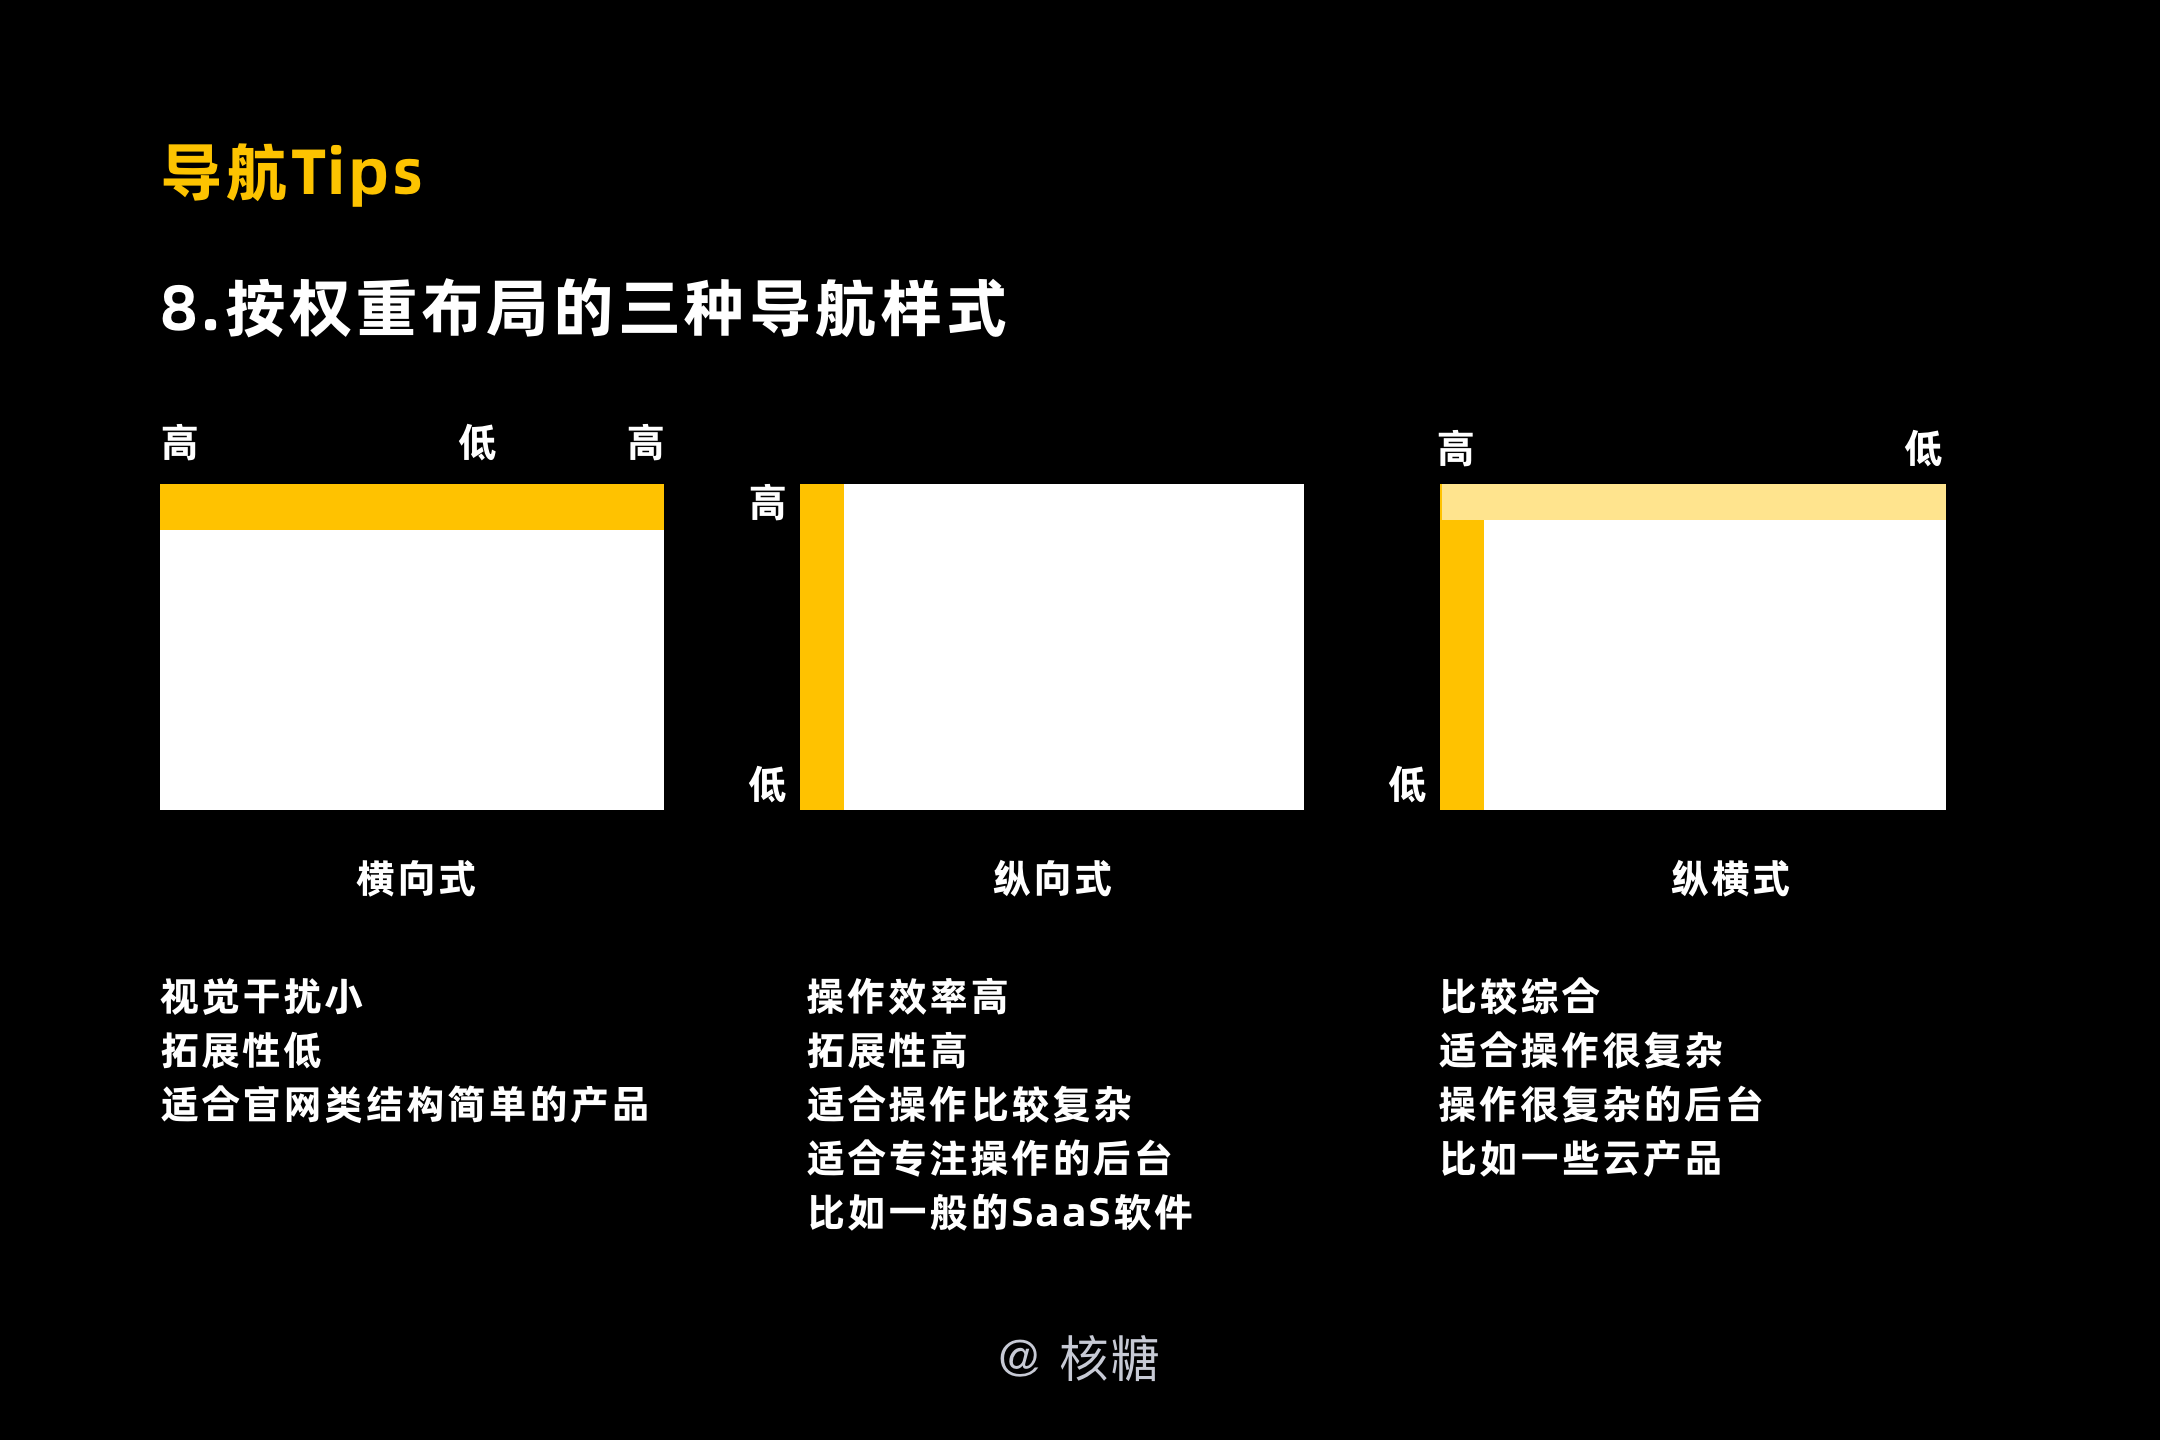 导航Tips
8.按权重布局的三种导航样式
高 低 高
高
低
高 低
低
横向式
纵向式
纵横式
视觉干扰小
拓展性低
适合官网类结构简单的产品
操作效率高
拓展性高
适合操作比较复杂
适合专注操作的后台
比如一般的SaaS软件
比较综合
适合操作很复杂
操作很复杂的后台
比如一些云产品
@ 核糖